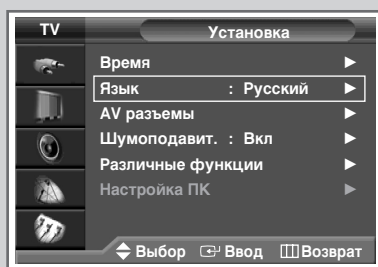 TV Установка
Время ►
Язык : Русский ►
AV разъемы ►
Шумоподавит. : Вкл ►
Различные функции ►
Настройка ПК ►
Выбор Ввод Возврат